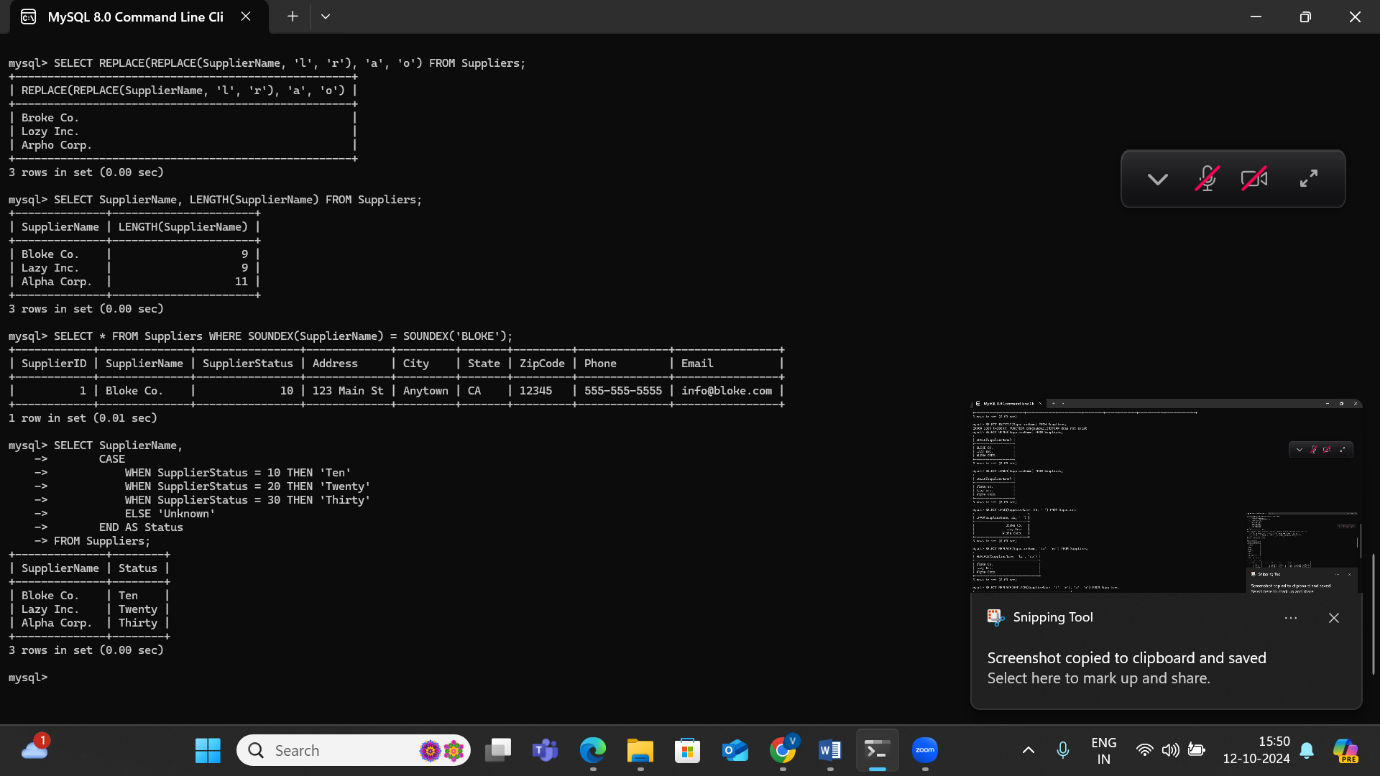 MySQL 8.0 Command Line Cli
mysql> SELECT REPLACE(REPLACE(SupplierName, 'l', 'r'), 'a', 'o') FROM Suppliers;
+----------------------------------------------------+
| REPLACE(REPLACE(SupplierName, 'l', 'r'), 'a', 'o') |
+----------------------------------------------------+
| Broke Co. |
| Lozy Inc. |
| Arpho Corp. |
+----------------------------------------------------+
3 rows in set (0.00 sec)
mysql> SELECT SupplierName, LENGTH(SupplierName) FROM Suppliers;
+--------------+----------------------+
| SupplierName | LENGTH(SupplierName) |
+--------------+----------------------+
| Bloke Co. | 9 |
| Lazy Inc. | 9 |
| Alpha Corp. | 11 |
+--------------+----------------------+
3 rows in set (0.00 sec)
mysql> SELECT * FROM Suppliers WHERE SOUNDEX(SupplierName) = SOUNDEX('BLOKE');
+------------+--------------+----------------+-------------+---------+-------+---------+--------------+----------------+
| SupplierID | SupplierName | SupplierStatus | Address | City | State | ZipCode | Phone | Email |
+------------+--------------+----------------+-------------+---------+-------+---------+--------------+----------------+
| 1 | Bloke Co. | 10 | 123 Main St | Anytown | CA | 12345 | 555-555-5555 | info@bloke.com |
+------------+--------------+----------------+-------------+---------+-------+---------+--------------+----------------+
1 row in set (0.01 sec)
mysql> SELECT SupplierName,
-> CASE
-> WHEN SupplierStatus = 10 THEN 'Ten'
-> WHEN SupplierStatus = 20 THEN 'Twenty'
-> WHEN SupplierStatus = 30 THEN 'Thirty'
-> ELSE 'Unknown'
-> END AS Status
-> FROM Suppliers;
+--------------+--------+
| SupplierName | Status |
+--------------+--------+
| Bloke Co. | Ten |
| Lazy Inc. | Twenty |
| Alpha Corp. | Thirty |
+--------------+--------+
3 rows in set (0.00 sec)
mysql>
Snipping Tool
Screenshot copied to clipboard and saved
Select here to mark up and share.
1
Search
V
zoom
ENG
IN
15:50
12-10-2024
PRE